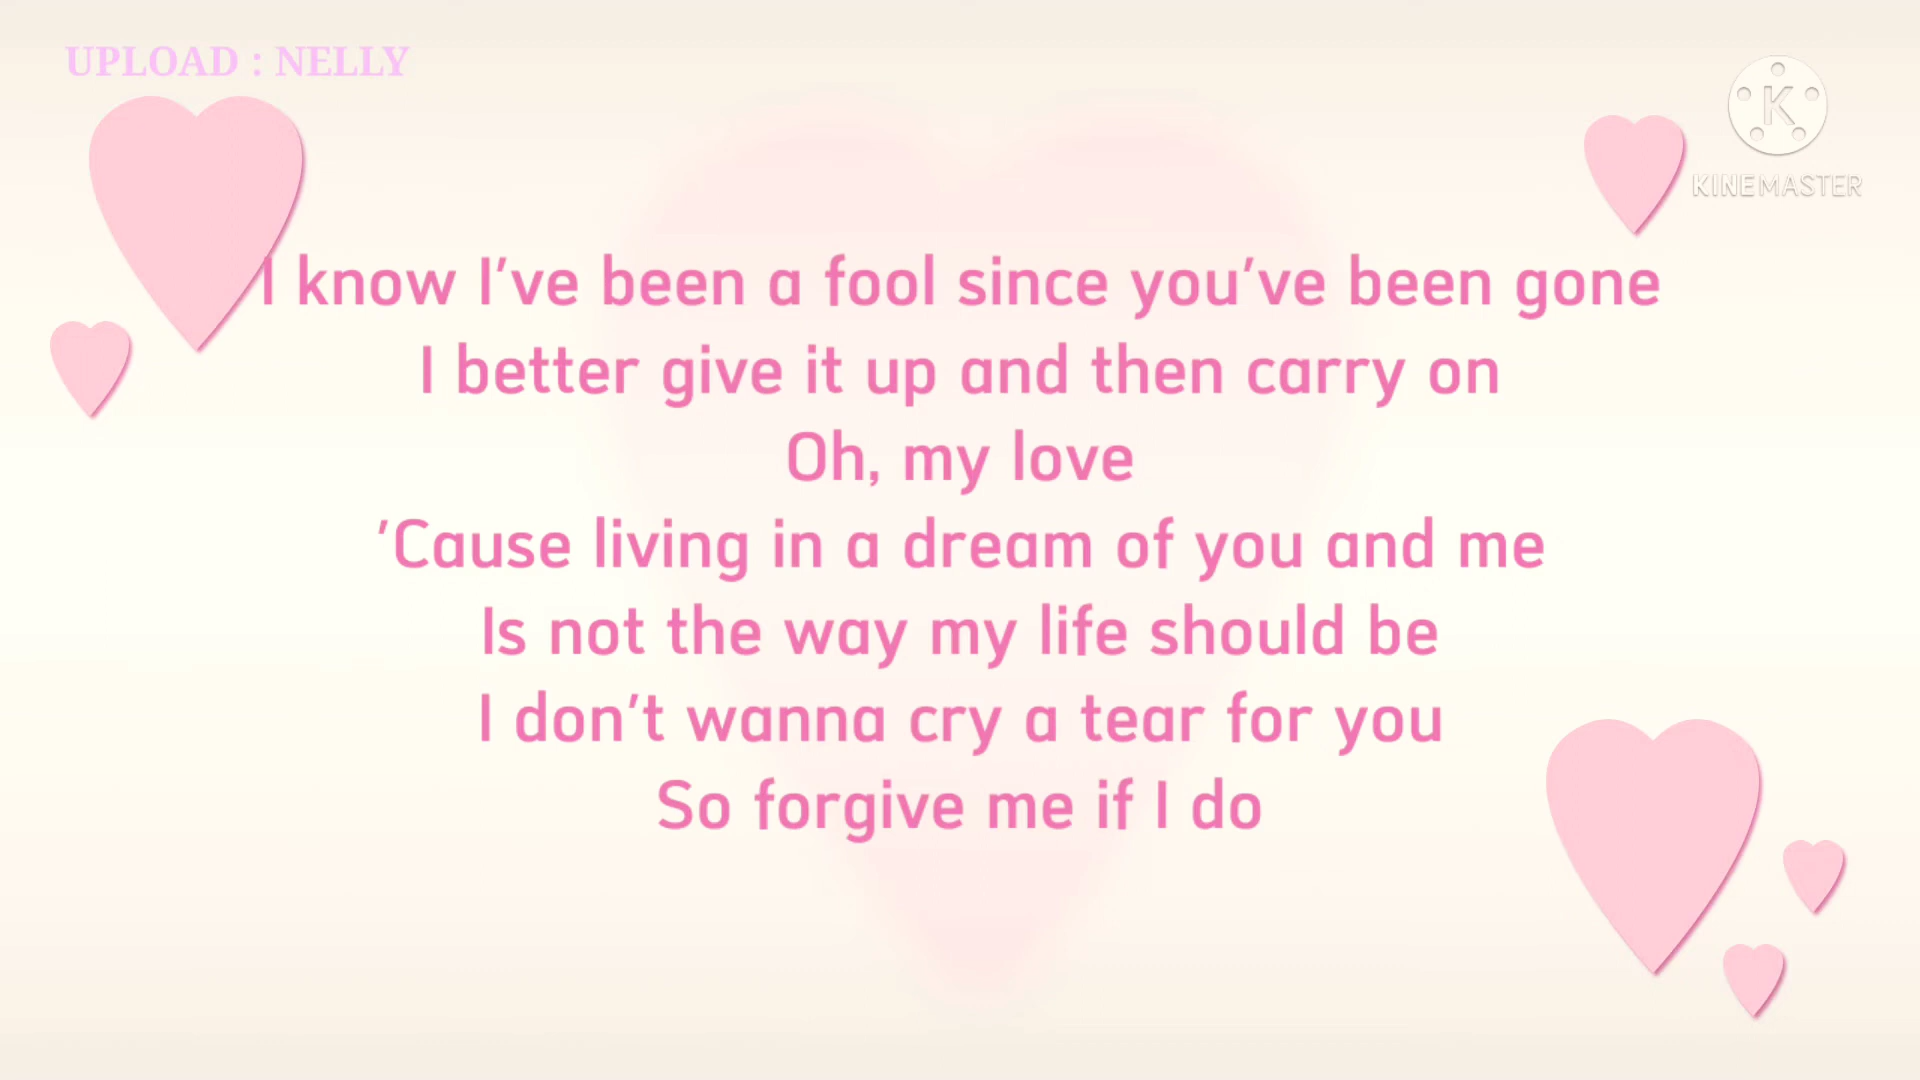 UPLOAD : NELLY
KINEMASTER
I know I've been a fool since you've been gone
I better give it up and then carry on
Oh, my love
'Cause living in a dream of you and me
Is not the way my life should be
I don't wanna cry a tear for you
So forgive me if I do